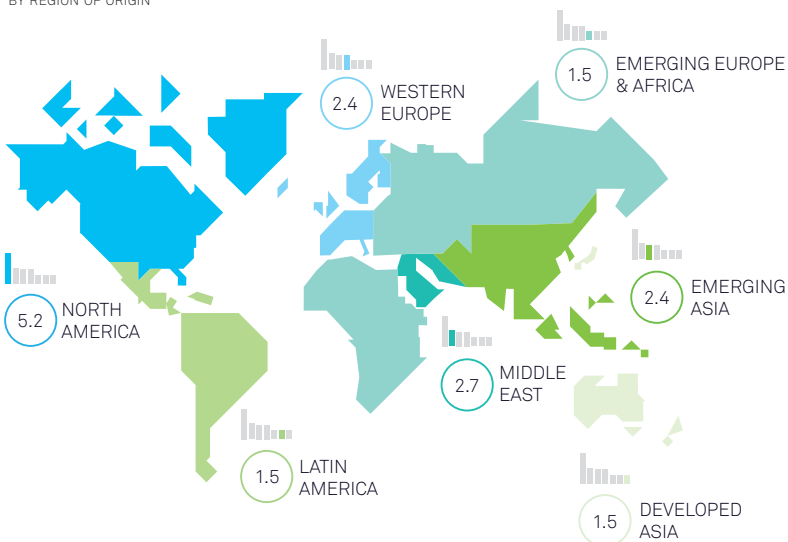 BY REGION OF ORIGIN
1.5
EMERGING EUROPE
& AFRICA
2.4
WESTERN
EUROPE
5.2
NORTH
AMERICA
2.4
EMERGING
ASIA
2.7
MIDDLE
EAST
1.5
LATIN
AMERICA
1.5
DEVELOPED
ASIA